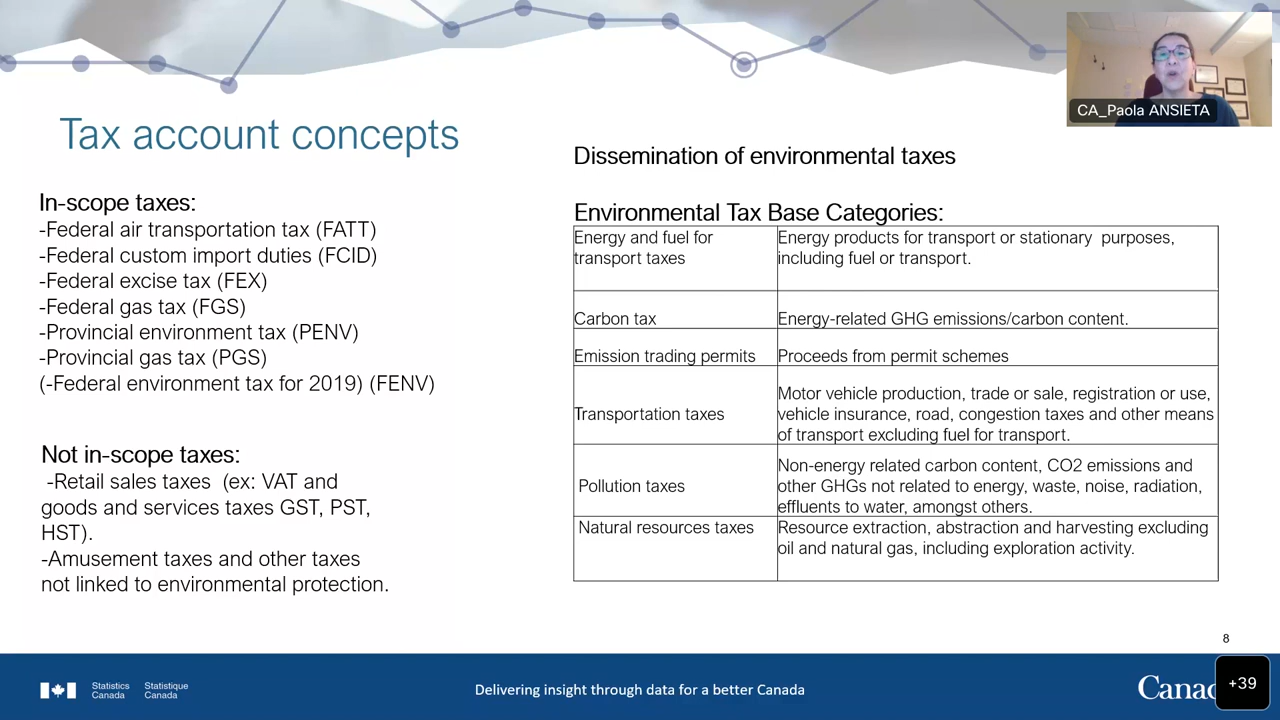 CA_Paola ANSIETA
Tax account concepts
In-scope taxes:
-Federal air transportation tax (FATT)
-Federal custom import duties (FCID)
-Federal excise tax (FEX)
-Federal gas tax (FGS)
-Provincial environment tax (PENV)
-Provincial gas tax (PGS)
(-Federal environment tax for 2019) (FENV)
Not in-scope taxes:
-Retail sales taxes (ex: VAT and
goods and services taxes GST, PST,
HST).
-Amusement taxes and other taxes
not linked to environmental protection.
Dissemination of environmental taxes
Environmental Tax Base Categories:
Energy and fuel for
transport taxes
Energy products for transport or stationary purposes,
including fuel or transport.
Carbon tax
Energy-related GHG emissions/carbon content.
Emission trading permits
Proceeds from permit schemes
Transportation taxes
Motor vehicle production, trade or sale, registration or use,
vehicle insurance, road, congestion taxes and other means
of transport excluding fuel for transport.
Pollution taxes
Non-energy related carbon content, CO2 emissions and
other GHGs not related to energy, waste, noise, radiation,
effluents to water, amongst others.
Natural resources taxes
Resource extraction, abstraction and harvesting excluding
oil and natural gas, including exploration activity.
8
Statistics
Canada
Statistique
Canada
Delivering insight through data for a better Canada
+39